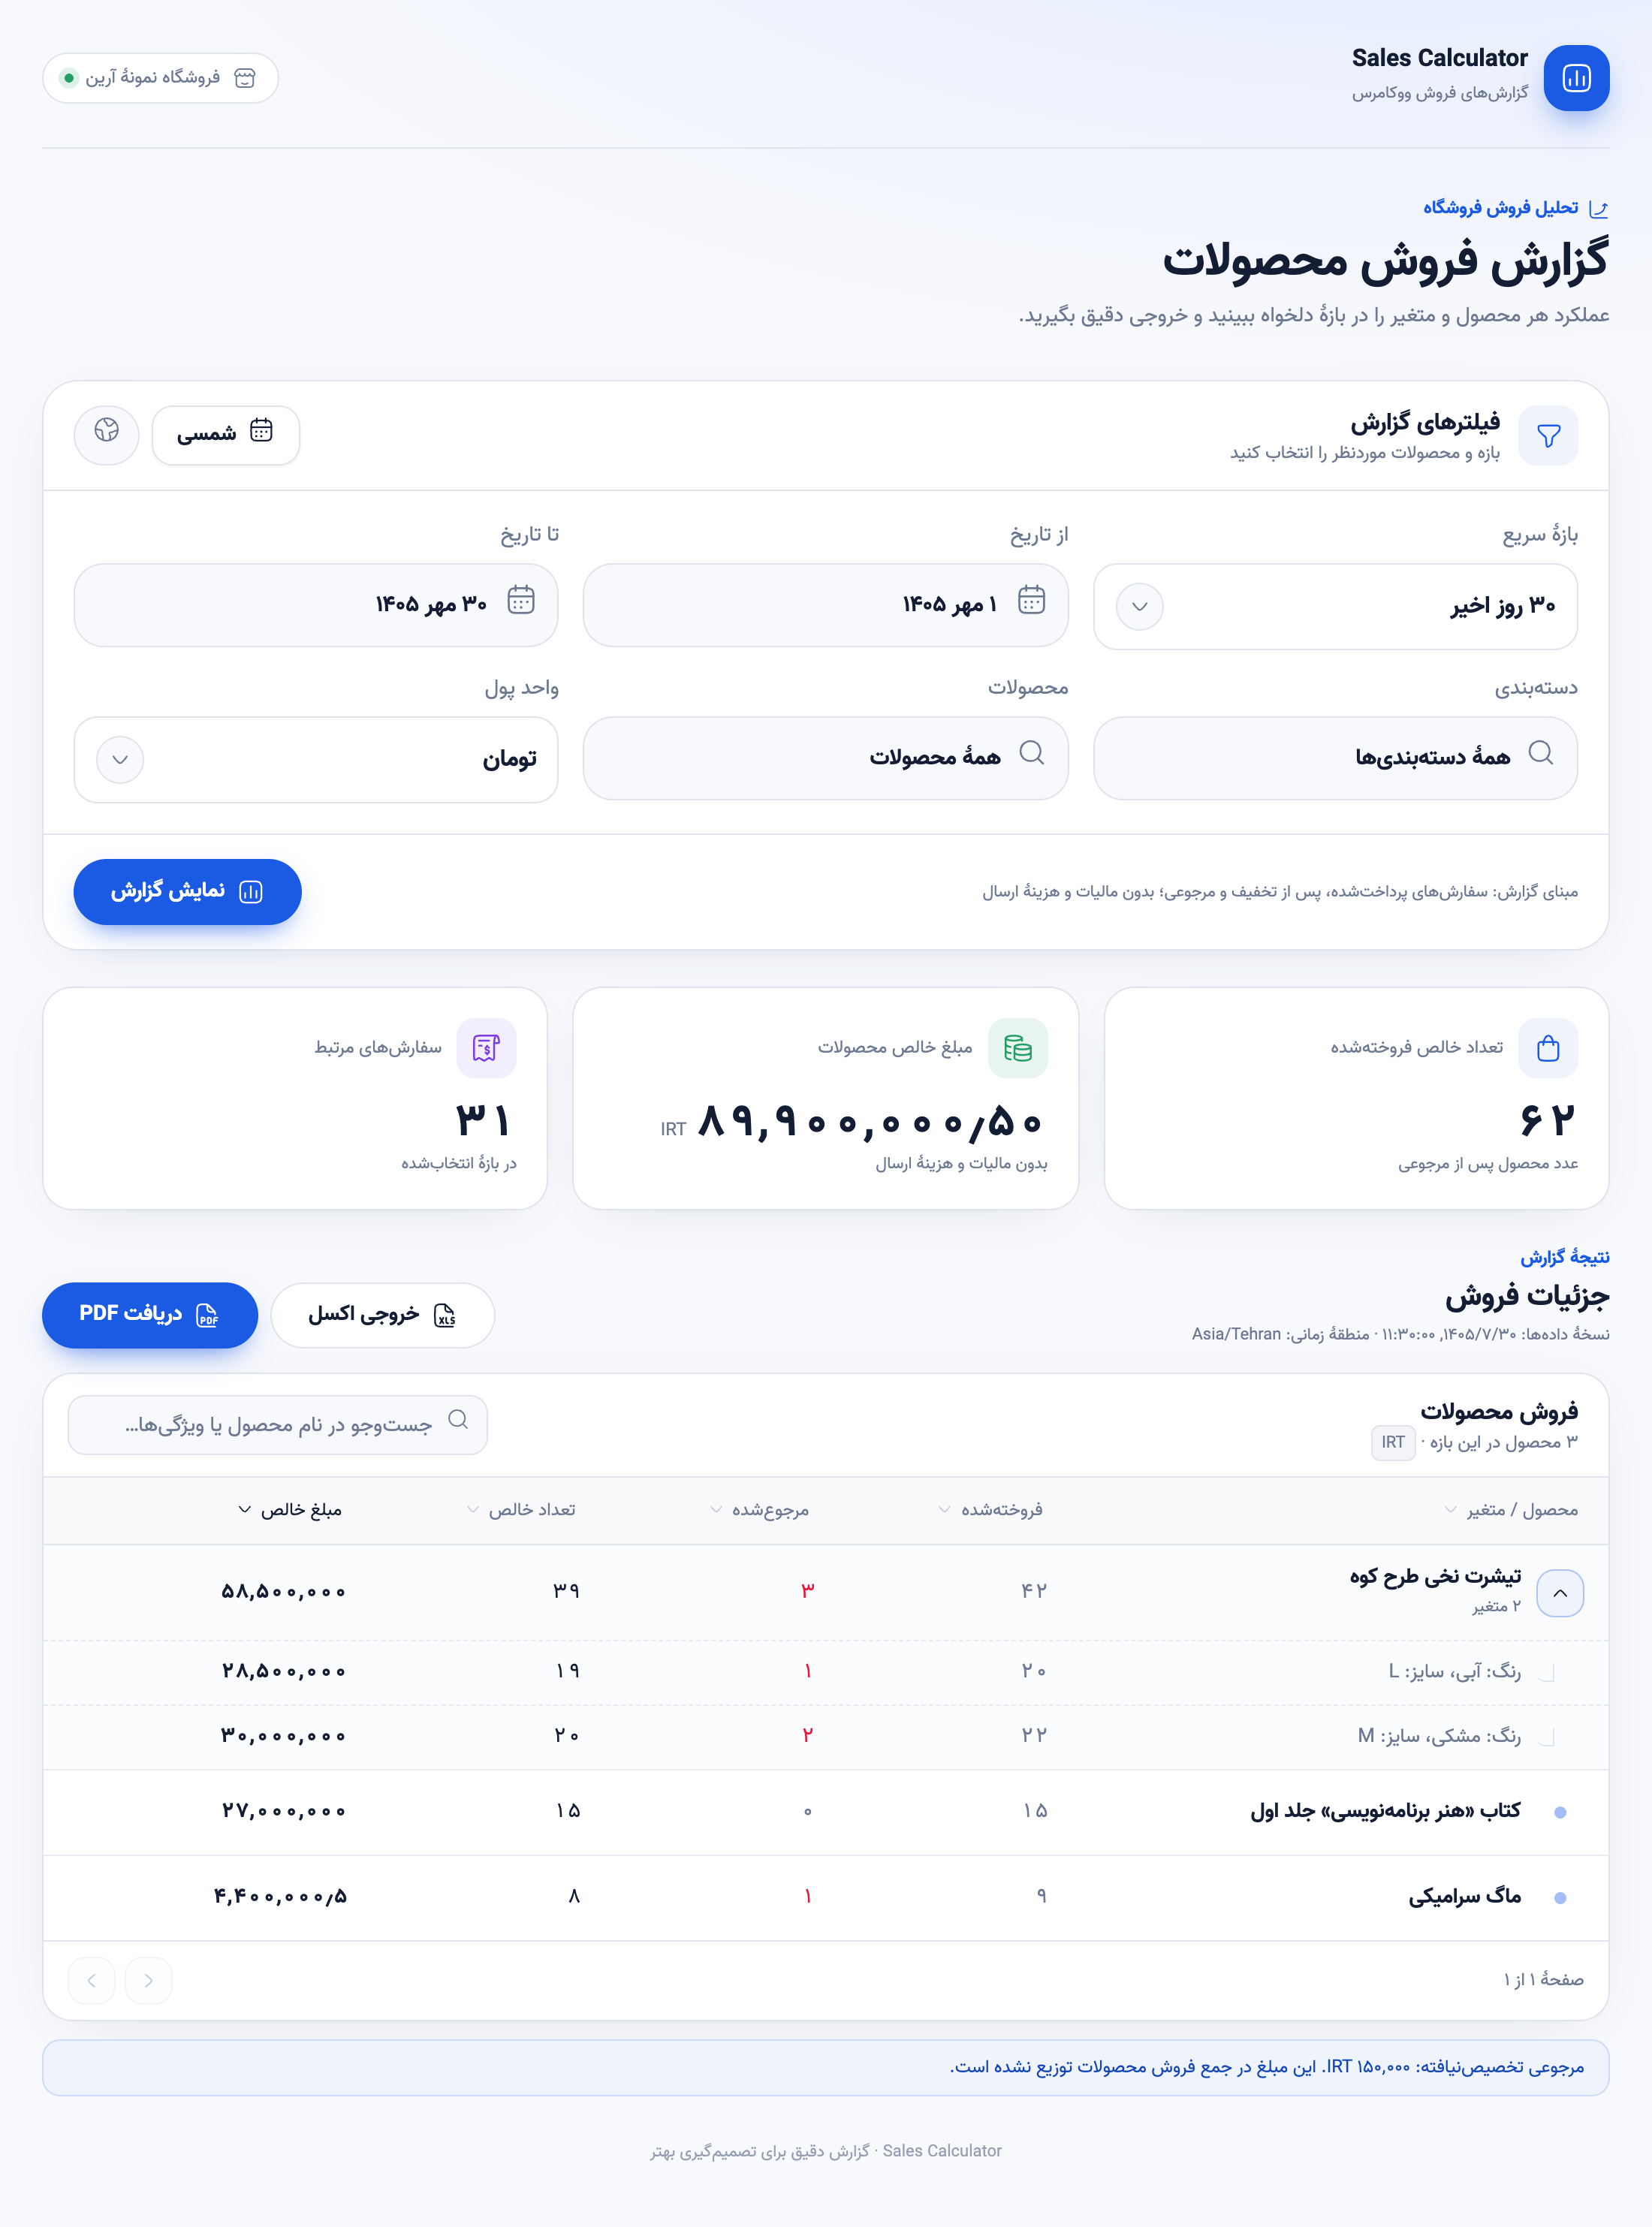 Sales Calculator
گزارش‌های فروش ووکامرس
فروشگاه نمونهٔ آرین
تحلیل فروش فروشگاه
گزارش فروش محصولات
عملکرد هر محصول و متغیر را در بازهٔ دلخواه ببینید و خروجی دقیق بگیرید.
فیلترهای گزارش
بازه و محصولات موردنظر را انتخاب کنید
شمسی
بازهٔ سریع
از تاریخ
تا تاریخ
۳۰ روز اخیر
۱ مهر ۱۴۰۵
۳۰ مهر ۱۴۰۵
دسته‌بندی
محصولات
واحد پول
همهٔ دسته‌بندی‌ها
همهٔ محصولات
تومان
مبنای گزارش: سفارش‌های پرداخت‌شده، پس از تخفیف و مرجوعی؛ بدون مالیات و هزینهٔ ارسال
نمایش گزارش
تعداد خالص فروخته‌شده
۶۲
عدد محصول پس از مرجوعی
مبلغ خالص محصولات
۸۹,۹۰۰,۰۰۰٫۵۰ IRT
بدون مالیات و هزینهٔ ارسال
سفارش‌های مرتبط
۳۱
در بازهٔ انتخاب‌شده
نتیجهٔ گزارش
جزئیات فروش
نسخهٔ داده‌ها: ۱۴۰۵/۷/۳۰, ۱۱:۳۰:۰۰ · منطقهٔ زمانی: Asia/Tehran
XLS خروجی اکسل
PDF دریافت PDF
فروش محصولات
۳ محصول در این بازه · IRT
جست‌وجو در نام محصول یا ویژگی‌ها...
محصول / متغیر فروخته‌شده مرجوع‌شده تعداد خالص مبلغ خالص
تیشرت نخی طرح کوه ۴۲ ۳ ۳۹ ۵۸,۵۰۰,۰۰۰
۲ متغیر
رنگ: آبی، سایز: L ۲۰ ۱ ۱۹ ۲۸,۵۰۰,۰۰۰
رنگ: مشکی، سایز: M ۲۲ ۲ ۲۰ ۳۰,۰۰۰,۰۰۰
کتاب «هنر برنامه‌نویسی» جلد اول ۱۵ ۰ ۱۵ ۲۷,۰۰۰,۰۰۰
ماگ سرامیکی ۹ ۱ ۸ ۴,۴۰۰,۰۰۰٫۵
صفحهٔ ۱ از ۱
مرجوعی تخصیص‌نیافته: ۱۵۰,۰۰۰ IRT. این مبلغ در جمع فروش محصولات توزیع نشده است.
Sales Calculator · گزارش دقیق برای تصمیم‌گیری بهتر